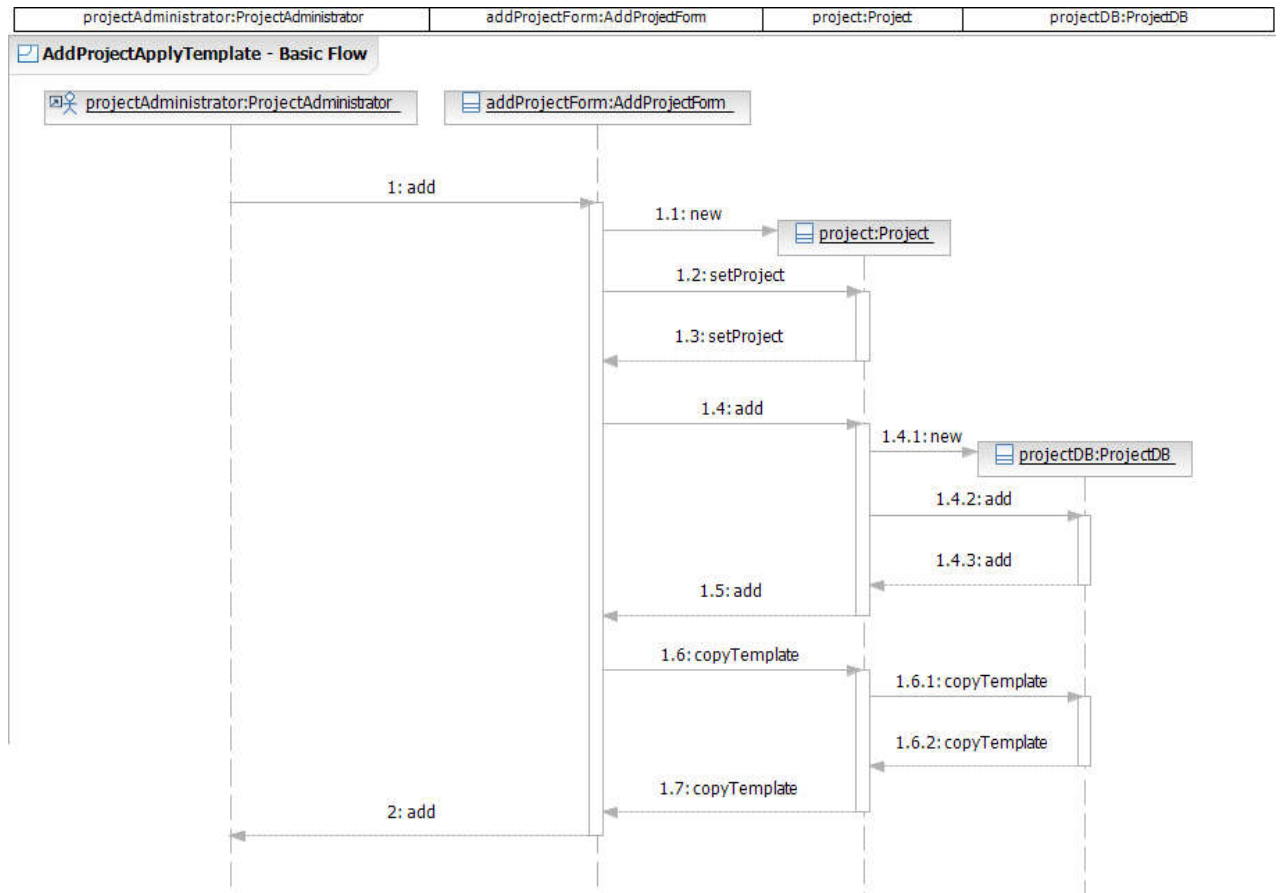 projectAdministrator:ProjectAdministrator addProjectForm:AddProjectForm project:Project projectDB:ProjectDB
AddProjectApplyTemplate - Basic Flow
projectAdministrator:ProjectAdministrator addProjectForm:AddProjectForm
1: add
1.1: new
project:Project
1.2: setProject
1.3: setProject
1.4: add
1.4.1: new
projectDB:ProjectDB
1.4.2: add
1.4.3: add
1.5: add
1.6: copyTemplate
1.6.1: copyTemplate
1.6.2: copyTemplate
1.7: copyTemplate
2: add